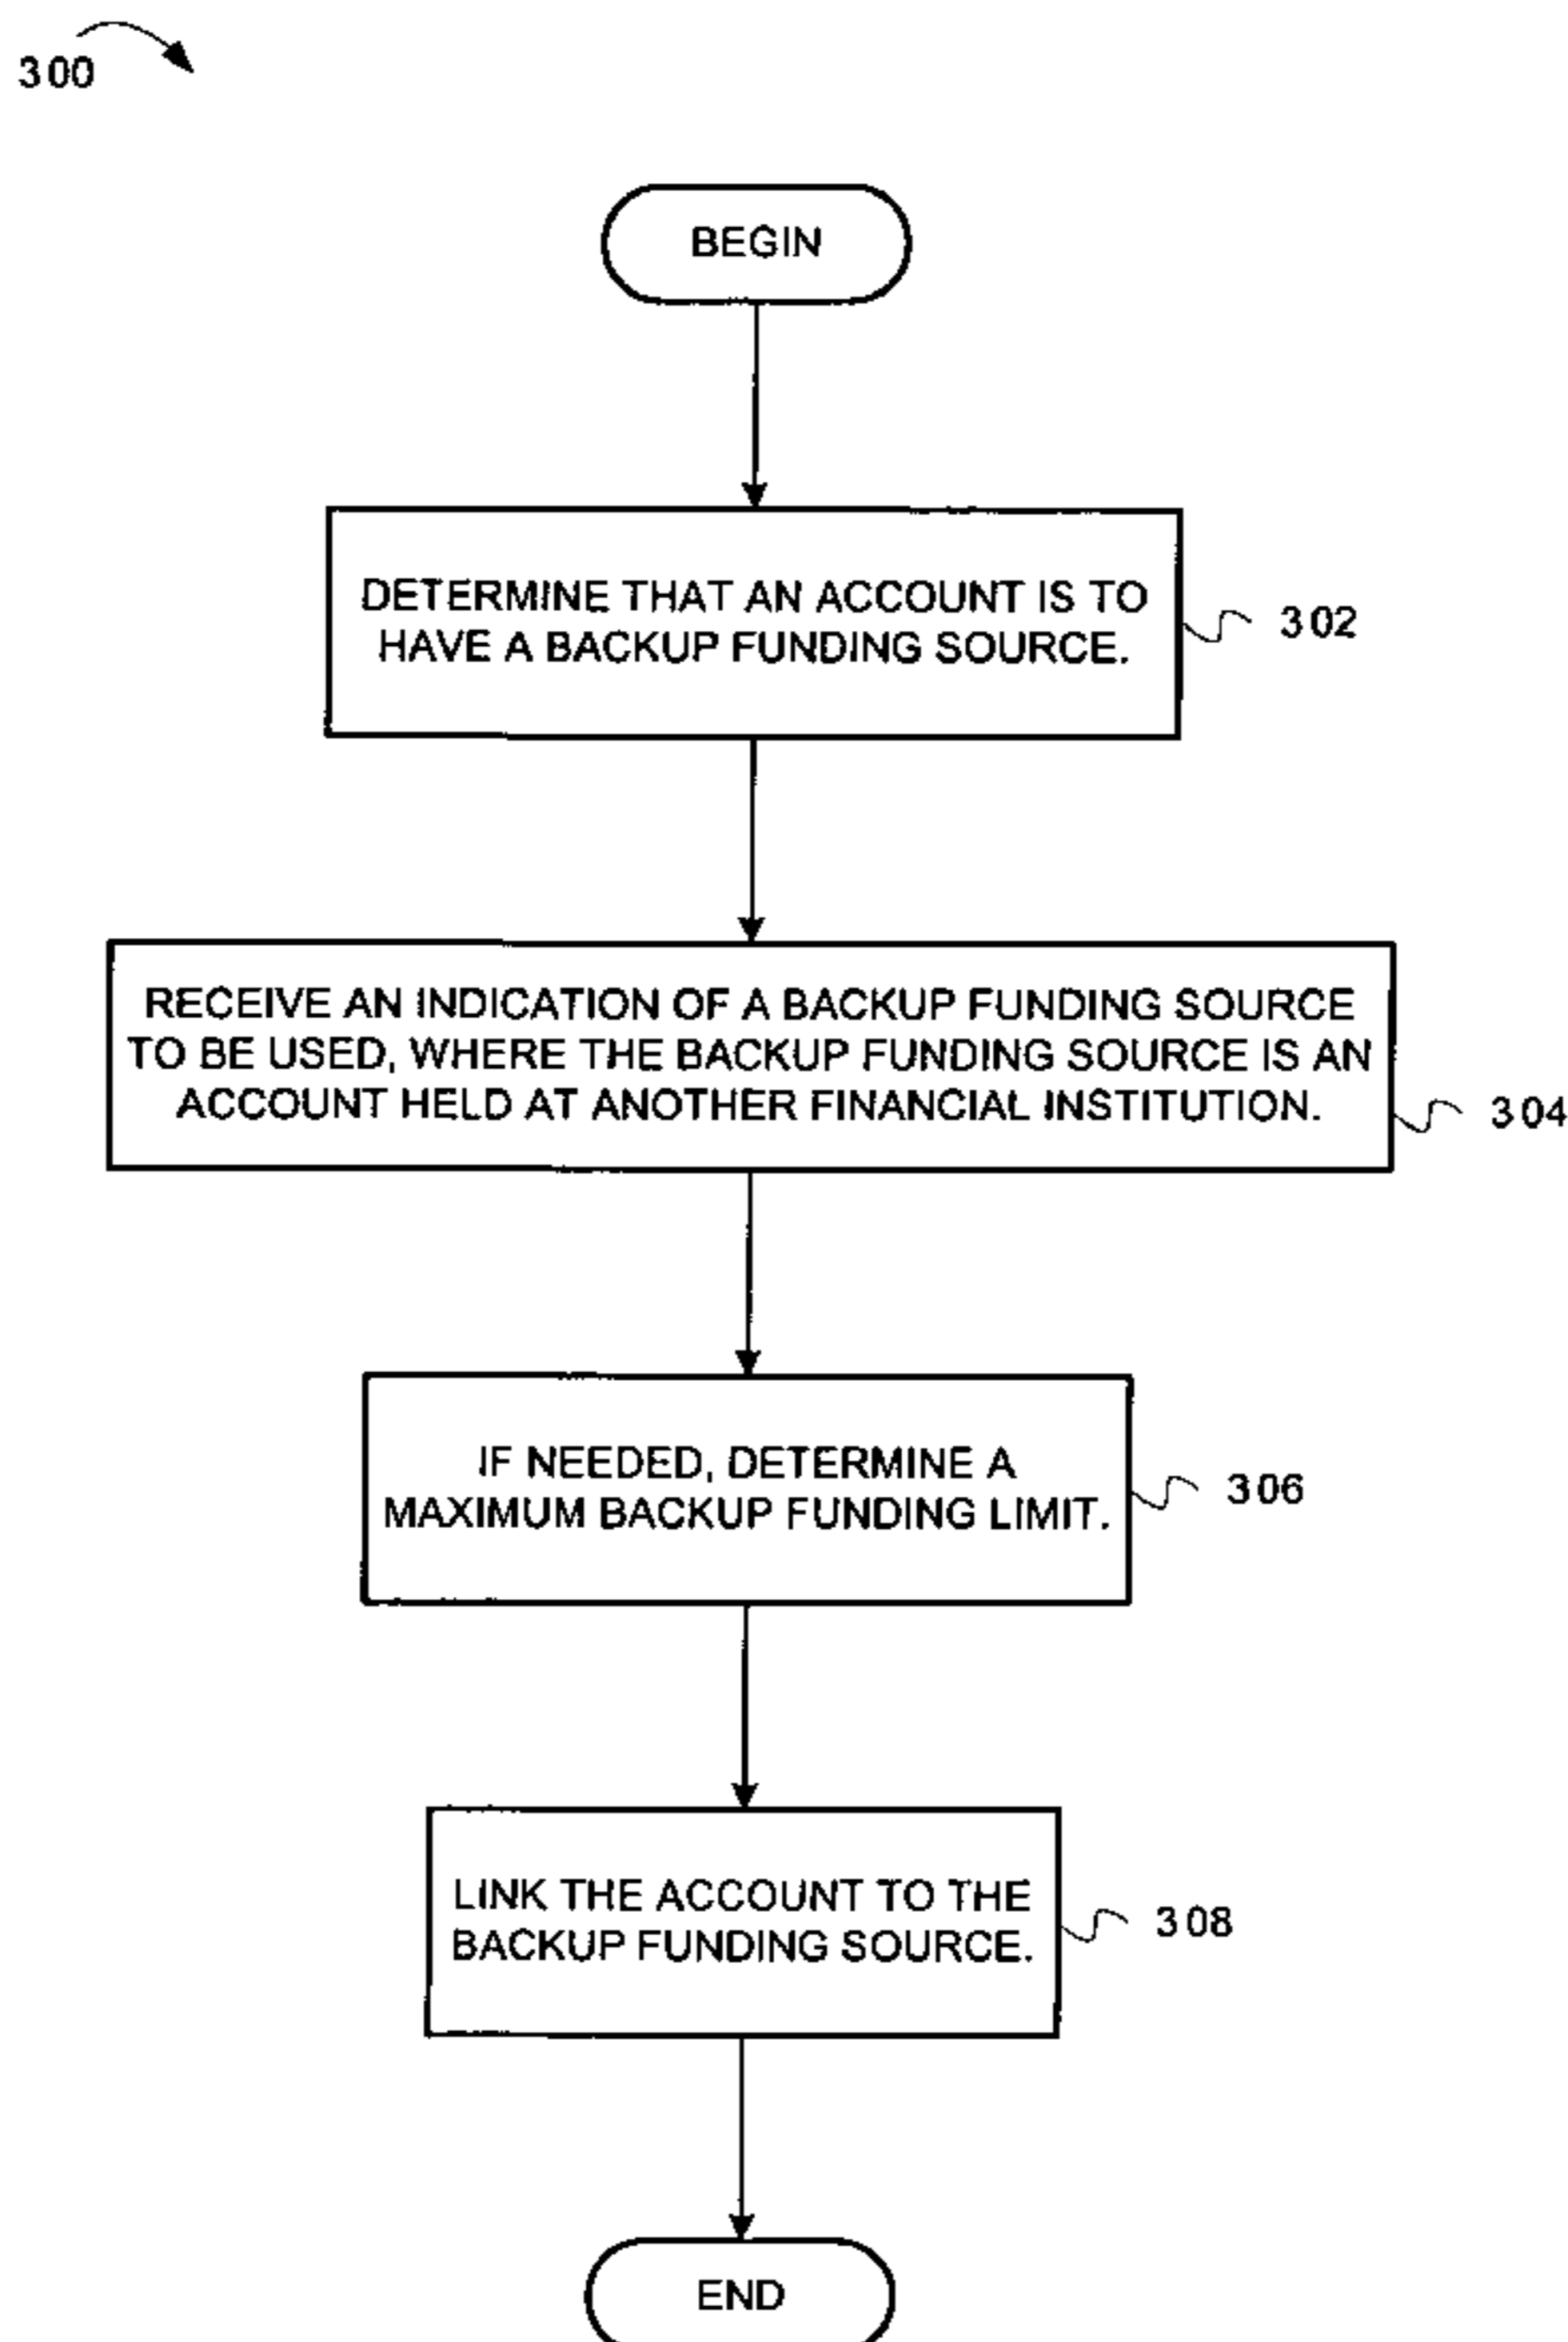 300
BEGIN
DETERMINE THAT AN ACCOUNT IS TO
HAVE A BACKUP FUNDING SOURCE.
302
RECEIVE AN INDICATION OF A BACKUP FUNDING SOURCE
TO BE USED, WHERE THE BACKUP FUNDING SOURCE IS AN
ACCOUNT HELD AT ANOTHER FINANCIAL INSTITUTION.
304
IF NEEDED, DETERMINE A
MAXIMUM BACKUP FUNDING LIMIT.
306
LINK THE ACCOUNT TO THE
BACKUP FUNDING SOURCE.
308
END